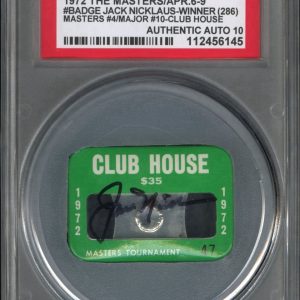 1972 THE MASTERS/APR.6-9
#BADGE JACK NICKLAUS-WINNER (286)
MASTERS #4/MAJOR #10-CLUB HOUSE
AUTHENTIC AUTO 10
112456145
CLUB HOUSE
$35
1972
1972
MASTERS TOURNAMENT
47